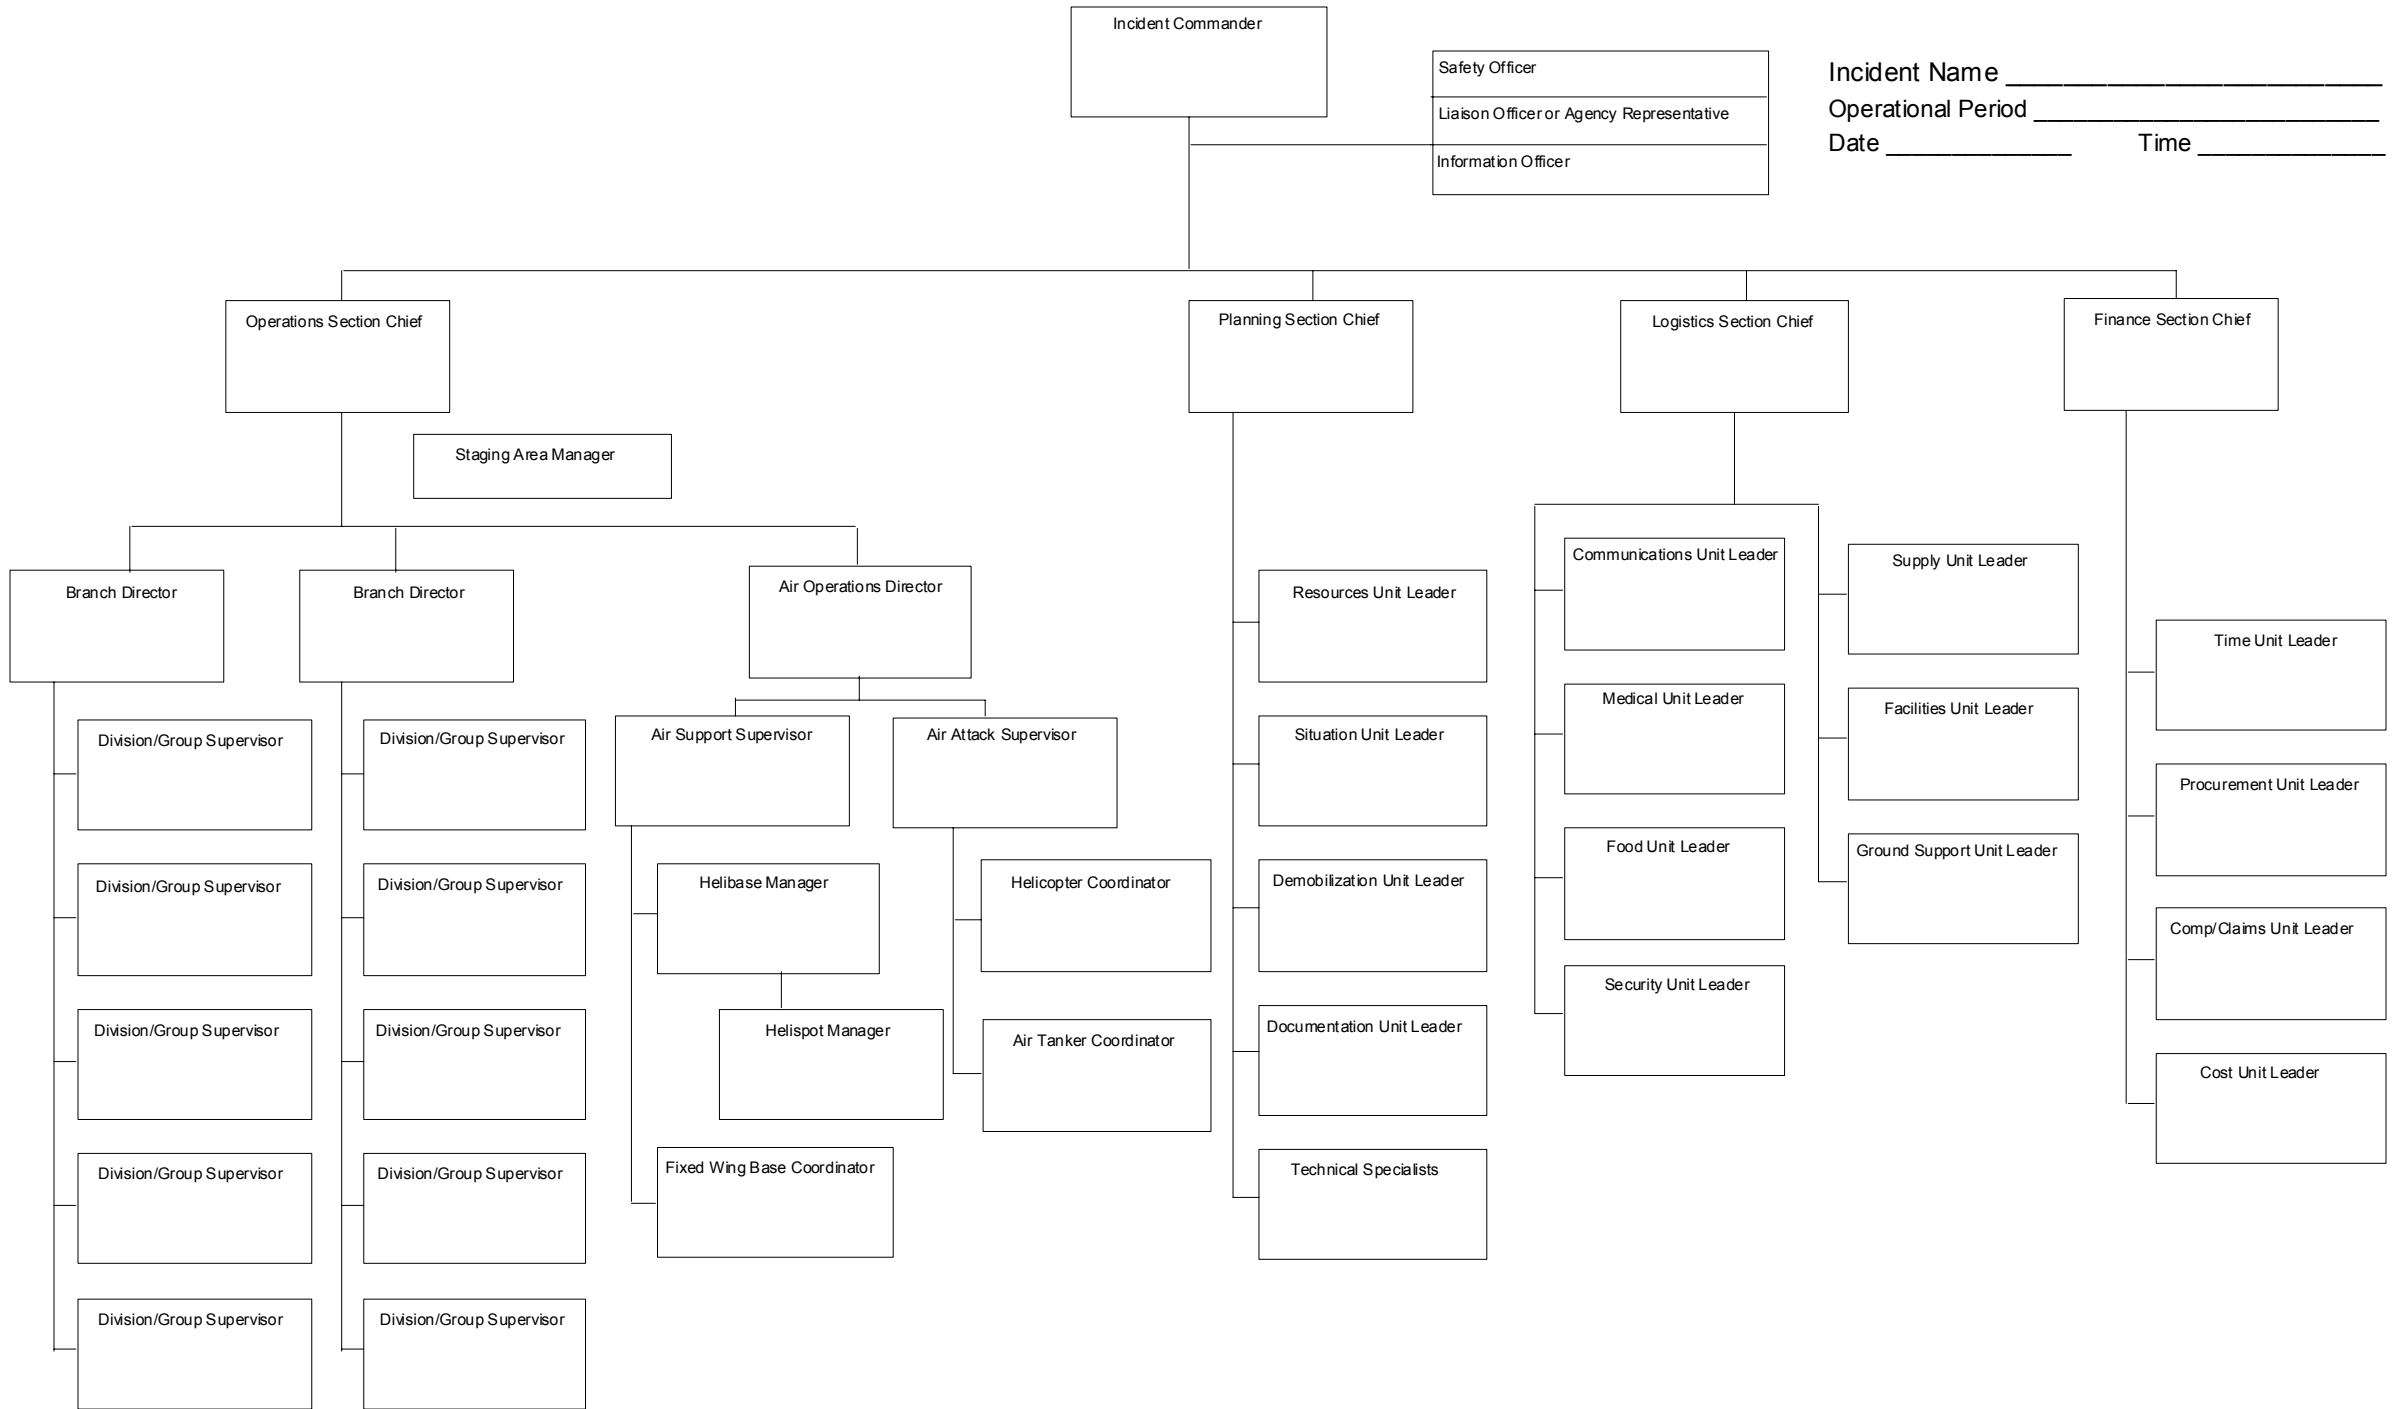 Incident Commander
Safety Officer
Liaison Officer or Agency Representative
Information Officer
Incident Name ___________________________
Operational Period _________________________
Date ______________ Time ______________
Operations Section Chief
Planning Section Chief
Logistics Section Chief
Finance Section Chief
Staging Area Manager
Branch Director
Branch Director
Air Operations Director
Division/Group Supervisor
Division/Group Supervisor
Division/Group Supervisor
Division/Group Supervisor
Division/Group Supervisor
Division/Group Supervisor
Division/Group Supervisor
Division/Group Supervisor
Division/Group Supervisor
Division/Group Supervisor
Air Support Supervisor
Air Attack Supervisor
Helibase Manager
Helispot Manager
Fixed Wing Base Coordinator
Helicopter Coordinator
Air Tanker Coordinator
Resources Unit Leader
Situation Unit Leader
Demobilization Unit Leader
Documentation Unit Leader
Technical Specialists
Communications Unit Leader
Medical Unit Leader
Food Unit Leader
Security Unit Leader
Supply Unit Leader
Facilities Unit Leader
Ground Support Unit Leader
Time Unit Leader
Procurement Unit Leader
Comp/Claims Unit Leader
Cost Unit Leader